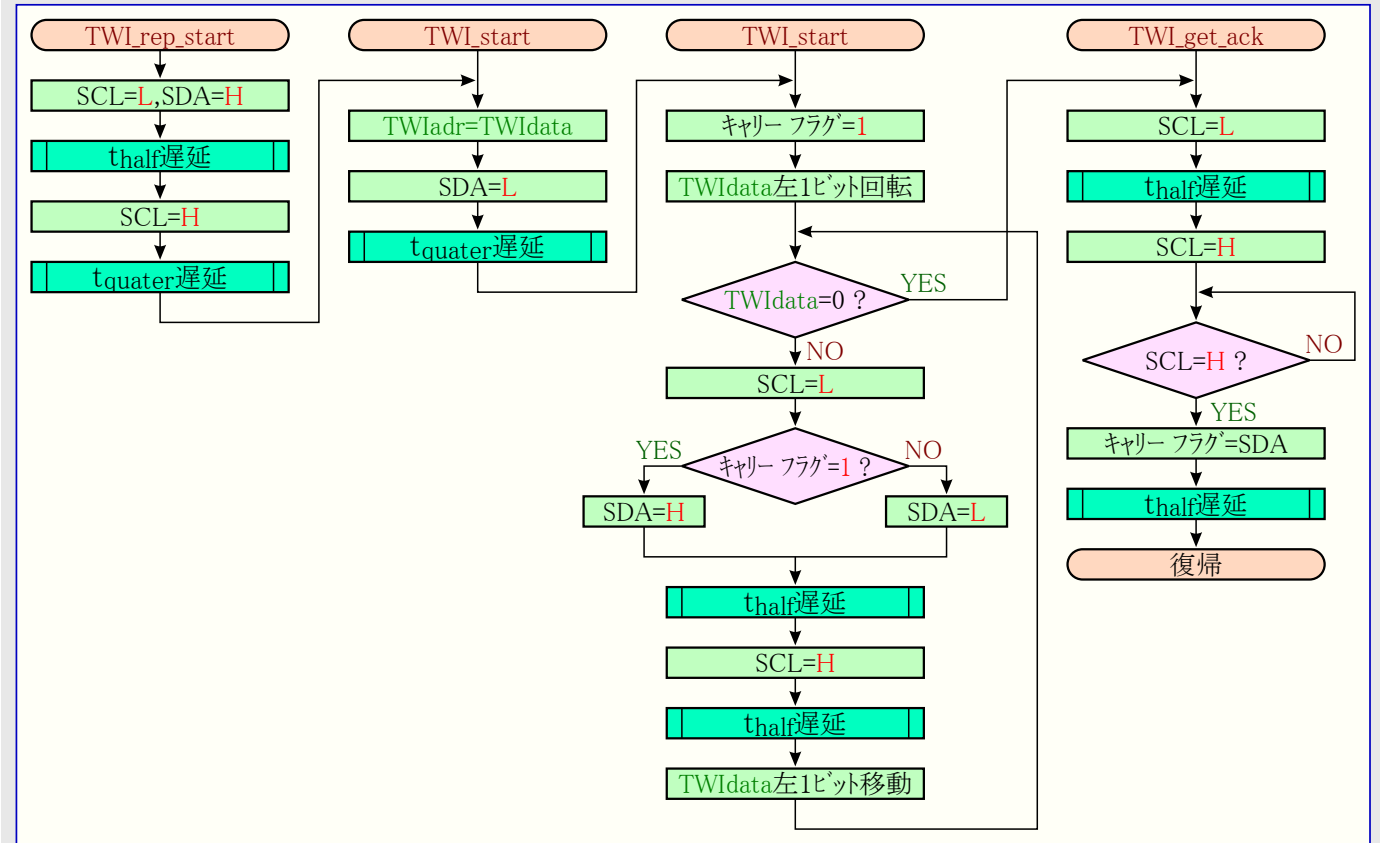 TWI_rep_start
SCL=L,SDA=H
thalf遅延
SCL=H
tquater遅延
TWI_start
TWIadr=TWIdata
SDA=L
tquater遅延
TWI_start
ｷｬﾘｰ ﾌﾗｸﾞ=1
TWIdata左1ﾋﾞｯﾄ回転
TWIdata=0 ?
YES
NO
SCL=L
ｷｬﾘｰ ﾌﾗｸﾞ=1 ?
YES
NO
SDA=H
SDA=L
thalf遅延
SCL=H
thalf遅延
TWIdata左1ﾋﾞｯﾄ移動
TWI_get_ack
SCL=L
thalf遅延
SCL=H
SCL=H ?
NO
YES
ｷｬﾘｰ ﾌﾗｸﾞ=SDA
thalf遅延
復帰